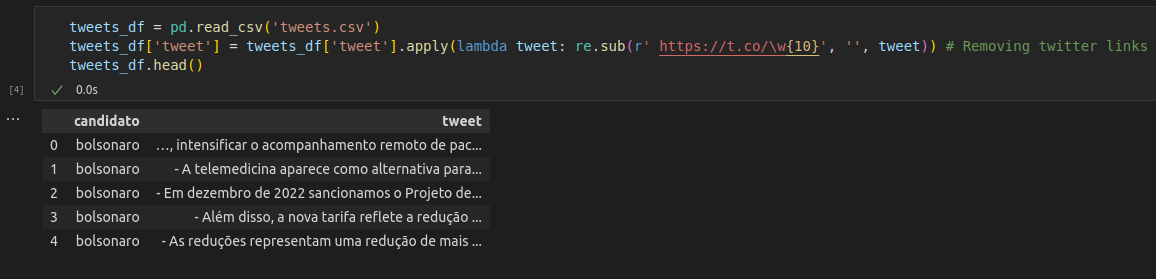 tweets_df = pd.read_csv('tweets.csv')
tweets_df['tweet'] = tweets_df['tweet'].apply(lambda tweet: re.sub(r' https://t.co/\w{10}', '', tweet)) # Removing twitter links
tweets_df.head()
[4] ✓ 0.0s
...
candidato tweet
0 bolsonaro …, intensificar o acompanhamento remoto de pac...
1 bolsonaro - A telemedicina aparece como alternativa para...
2 bolsonaro - Em dezembro de 2022 sancionamos o Projeto de...
3 bolsonaro - Além disso, a nova tarifa reflete a redução ...
4 bolsonaro - As reduções representam uma redução de mais ...